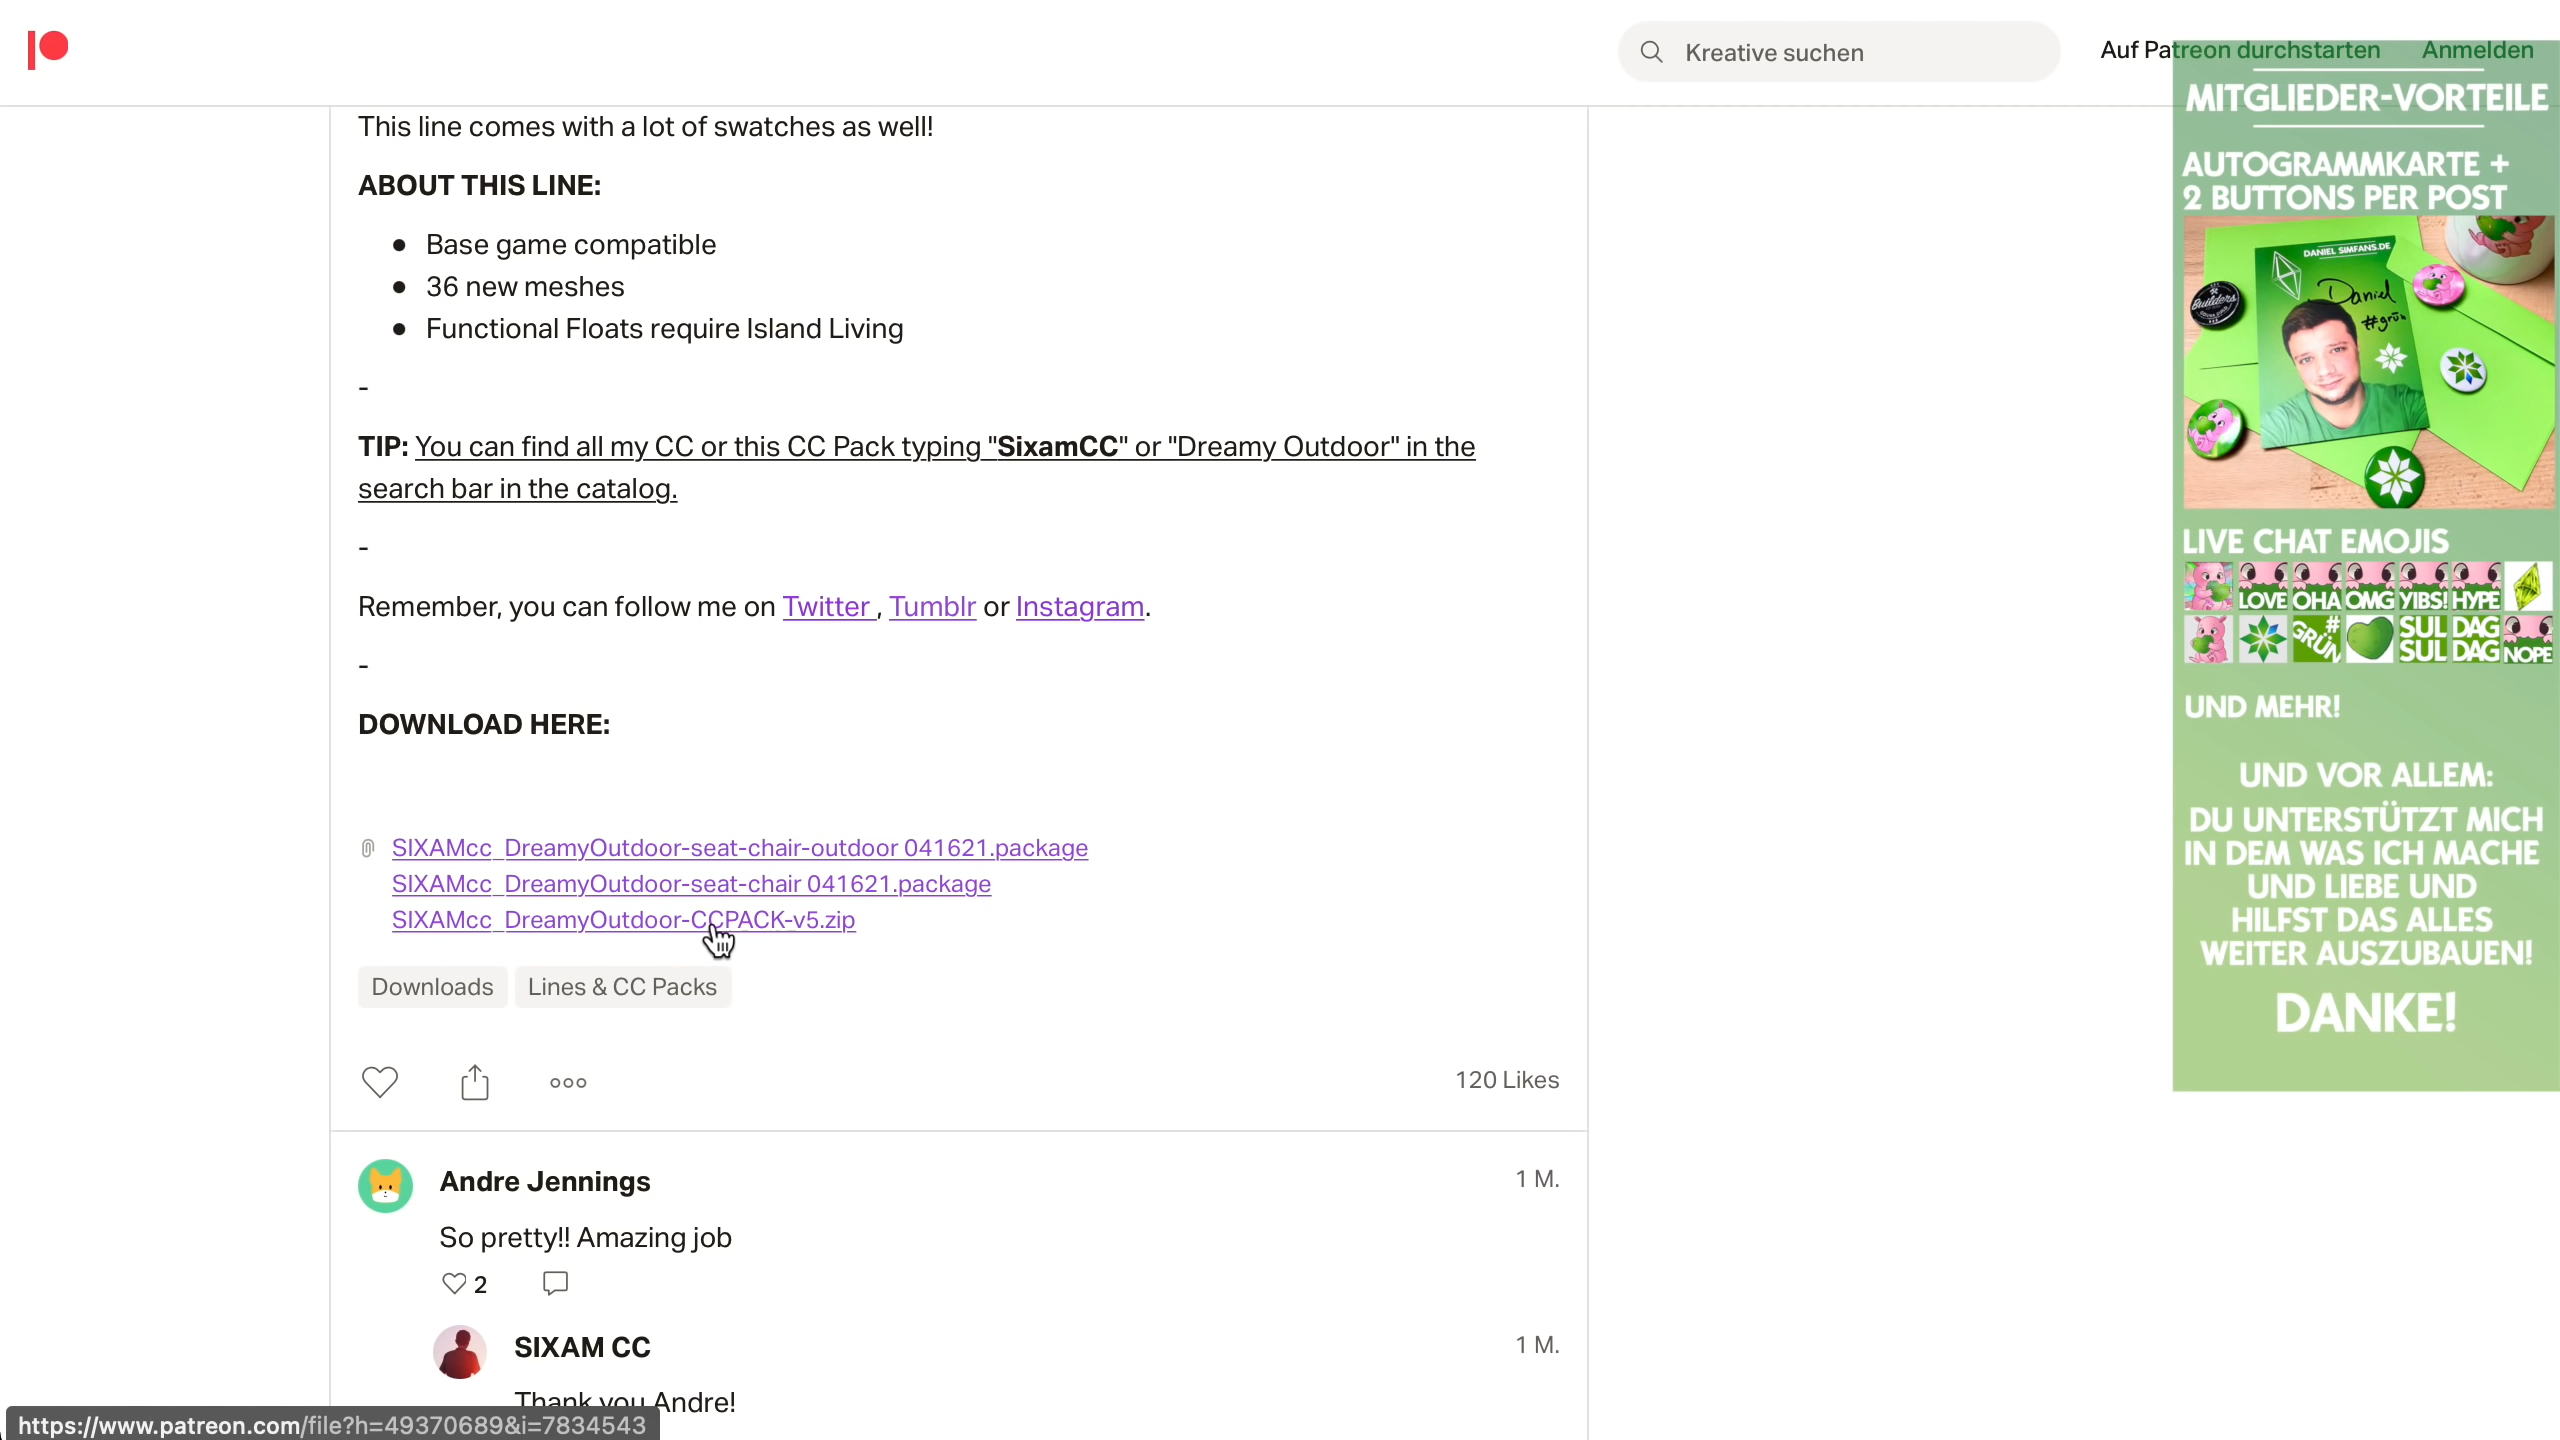 Kreative suchen
Auf Patreon durchstarten
Anmelden
This line comes with a lot of swatches as well!
ABOUT THIS LINE:
Base game compatible
36 new meshes
Functional Floats require Island Living
-
TIP: You can find all my CC or this CC Pack typing "SixamCC" or "Dreamy Outdoor" in the
search bar in the catalog.
-
Remember, you can follow me on Twitter , Tumblr or Instagram.
-
DOWNLOAD HERE:
SIXAMcc_DreamyOutdoor-seat-chair-outdoor 041621.package
SIXAMcc_DreamyOutdoor-seat-chair 041621.package
SIXAMcc_DreamyOutdoor-CCPACK-v5.zip
Downloads
Lines & CC Packs
120 Likes
Andre Jennings
1 M.
So pretty!! Amazing job
2
SIXAM CC
1 M.
Thank you Andre!
https://www.patreon.com/file?h=49370689&i=7834543
MITGLIEDER-VORTEILE
AUTOGRAMMKARTE +
2 BUTTONS PER POST
DANIEL SIMFANS.DE
Daniel
#grün
Builders
LIVE CHAT EMOJIS
LOVE OHA OMG YIBS! HYPE
#GRÜN SUL SUL DAG DAG NOPE
UND MEHR!
UND VOR ALLEM:
DU UNTERSTÜTZT MICH
IN DEM WAS ICH MACHE
UND LIEBE UND
HILFST DAS ALLES
WEITER AUSZUBAUEN!
DANKE!